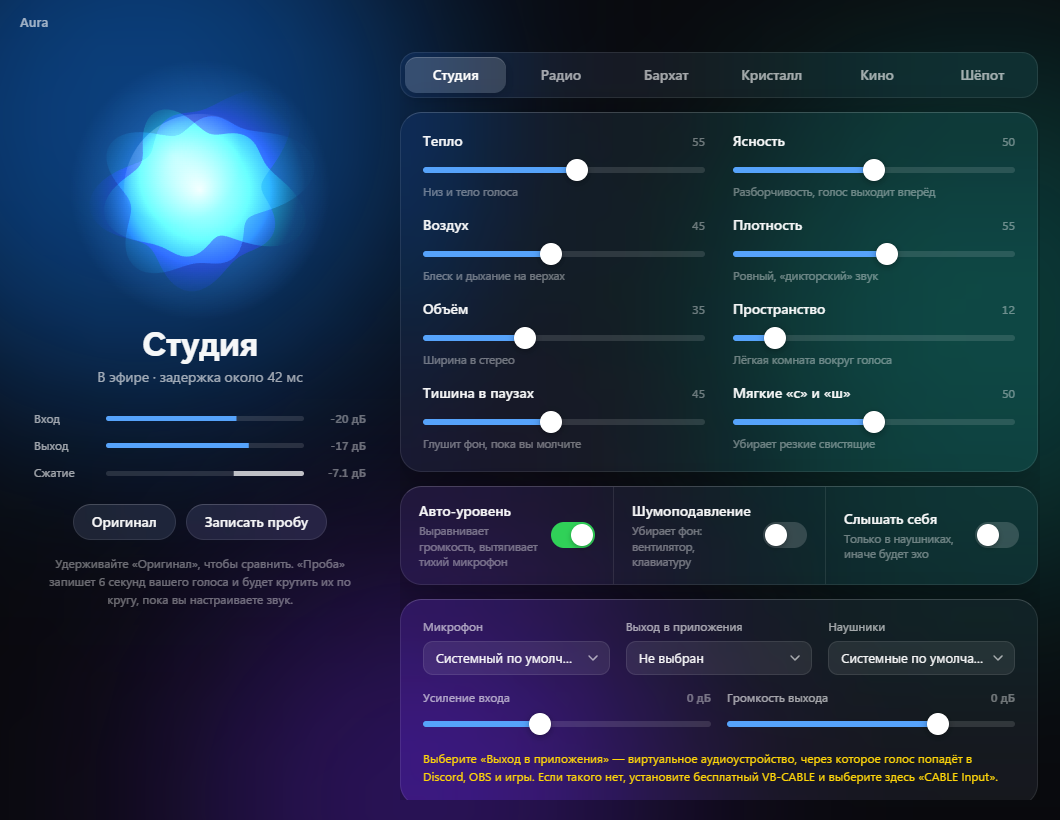 Aura
Студия
Радио
Бархат
Кристалл
Кино
Шёпот
Тепло
55
Низ и тело голоса
Ясность
50
Разборчивость, голос выходит вперёд
Воздух
45
Блеск и дыхание на верхах
Плотность
55
Ровный, «дикторский» звук
Объём
35
Ширина в стерео
Пространство
12
Лёгкая комната вокруг голоса
Тишина в паузах
45
Глушит фон, пока вы молчите
Мягкие «с» и «ш»
50
Убирает резкие свистящие
Студия
В эфире · задержка около 42 мс
Вход
-20 дБ
Выход
-17 дБ
Сжатие
-7.1 дБ
Оригинал
Записать пробу
Удерживайте «Оригинал», чтобы сравнить. «Проба»
запишет 6 секунд вашего голоса и будет крутить их по
кругу, пока вы настраиваете звук.
Авто-уровень
Выравнивает
громкость, вытягивает
тихий микрофон
Шумоподавление
Убирает фон:
вентилятор,
клавиатуру
Слышать себя
Только в наушниках,
иначе будет эхо
Микрофон
Системный по умолч...
Выход в приложения
Не выбран
Наушники
Системные по умолча...
Усиление входа
0 дБ
Громкость выхода
0 дБ
Выберите «Выход в приложения» — виртуальное аудиоустройство, через которое голос попадёт в
Discord, OBS и игры. Если такого нет, установите бесплатный VB-CABLE и выберите здесь «CABLE Input».